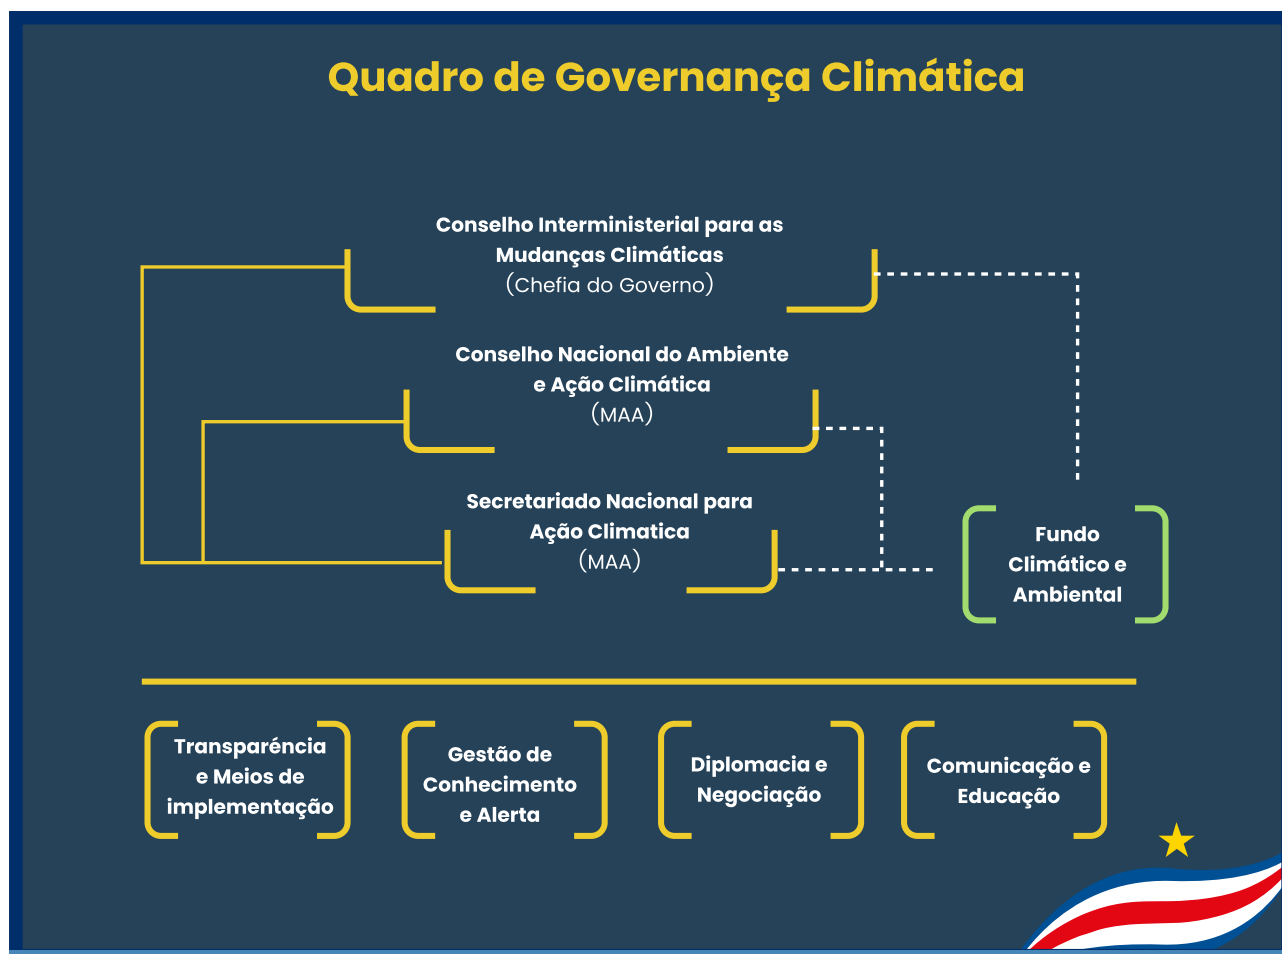 Quadro de Governança Climática
Conselho Interministerial para as
Mudanças Climáticas
(Chefia do Governo)
Conselho Nacional do Ambiente
e Ação Climática
(MAA)
Secretariado Nacional para
Ação Climatica
(MAA)
Fundo
Climático e
Ambiental
Transparéncia
e Meios de
implementação
Gestão de
Conhecimento
e Alerta
Diplomacia e
Negociação
Comunicação e
Educação